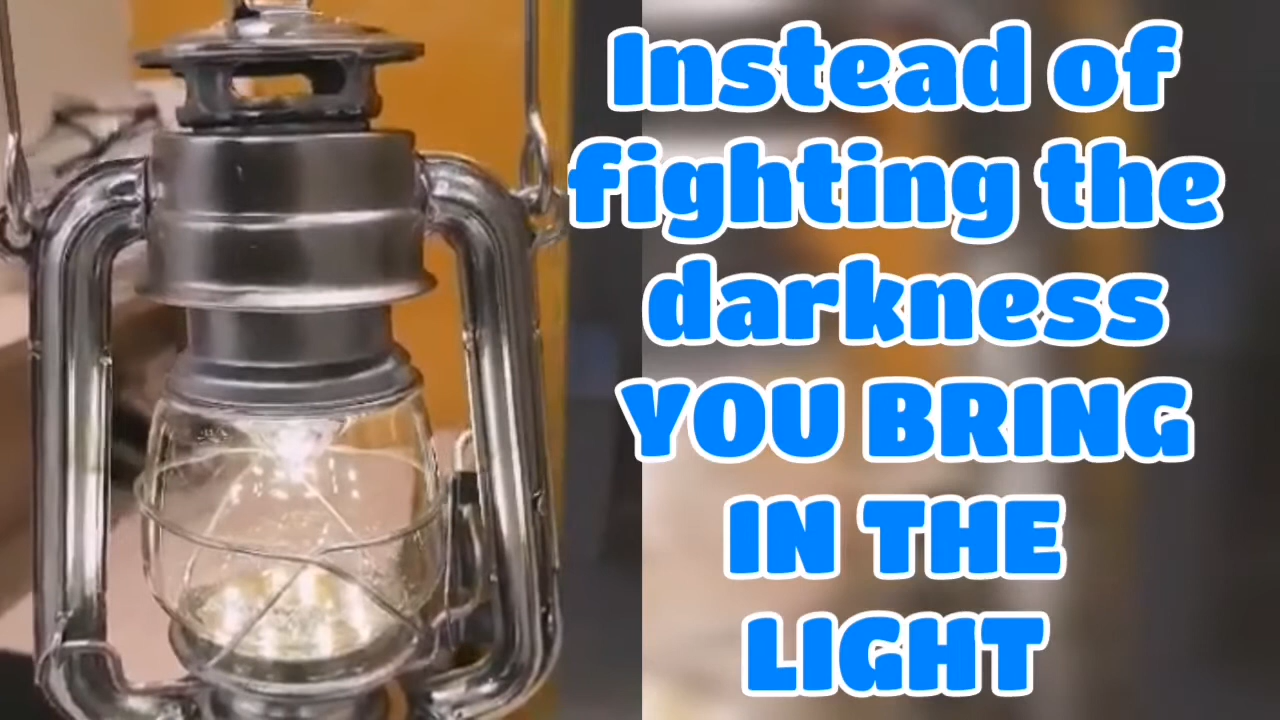 Instead of
fighting the
darkness
YOU BRING
IN THE
LIGHT